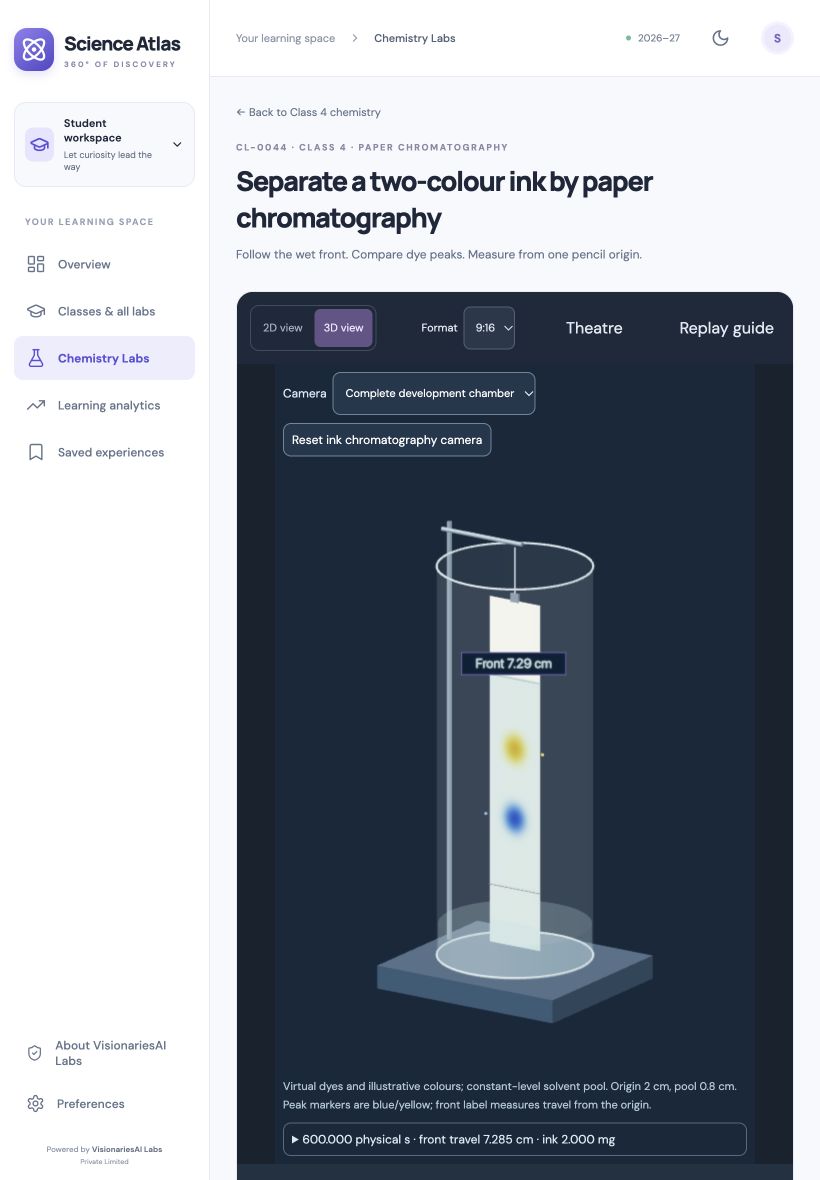 Science Atlas
360° OF DISCOVERY
Student
workspace
Let curiosity lead the
way
YOUR LEARNING SPACE
Overview
Classes & all labs
Chemistry Labs
Learning analytics
Saved experiences
About VisionariesAI
Labs
Preferences
Powered by VisionariesAI Labs
Private Limited
Your learning space
Chemistry Labs
2026–27
S
← Back to Class 4 chemistry
CL-0044 · CLASS 4 · PAPER CHROMATOGRAPHY
Separate a two-colour ink by paper
chromatography
Follow the wet front. Compare dye peaks. Measure from one pencil origin.
2D view
3D view
Format
9:16
Theatre
Replay guide
Camera
Complete development chamber
Reset ink chromatography camera
Front 7.29 cm
Virtual dyes and illustrative colours; constant-level solvent pool. Origin 2 cm, pool 0.8 cm.
Peak markers are blue/yellow; front label measures travel from the origin.
▶ 600.000 physical s · front travel 7.285 cm · ink 2.000 mg